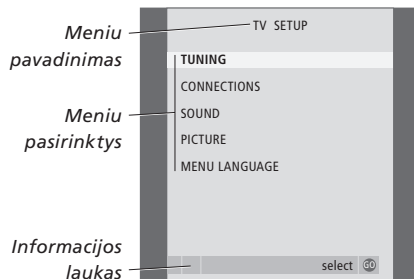 Meniu
pavadinimas
TV SETUP
TUNING
CONNECTIONS
Meniu
pasirinktys
SOUND
PICTURE
MENU LANGUAGE
Informacijos
laukas
select GO